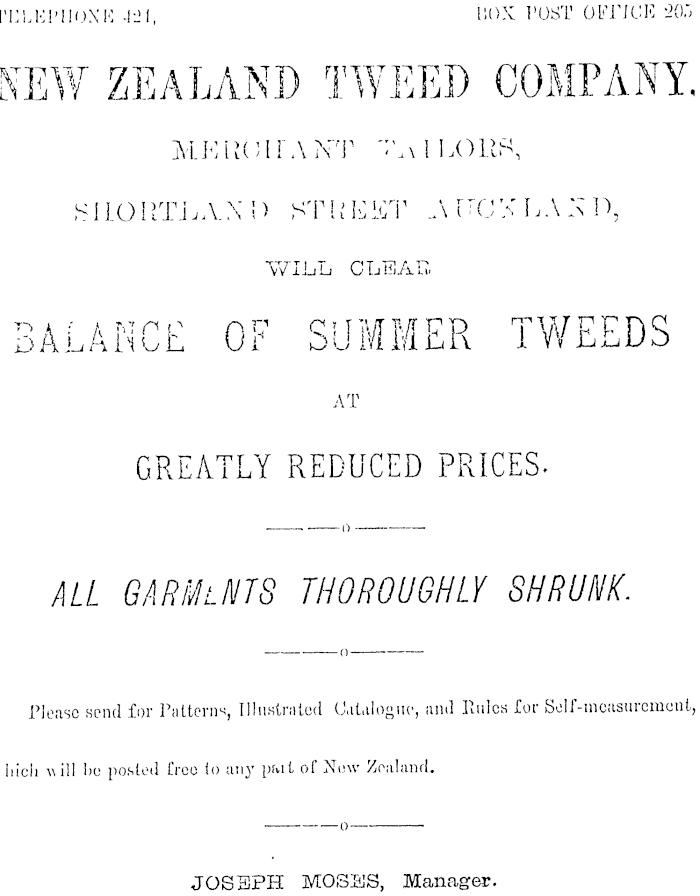 TELEPHONE 421, BOX POST OFFICE 205
NEW ZEALAND TWEED COMPANY.
MERCHANT TAILORS,
SHORTLAND STREET AUCKLAND,
WILL CLEAR
BALANCE OF SUMMER TWEEDS
AT
GREATLY REDUCED PRICES.
ALL GARMENTS THOROUGHLY SHRUNK.
Please send for Patterns, Illustrated Catalogue, and Rules for Self-measurement,
hich will be posted free to any part of New Zealand.
JOSEPH MOSES, Manager.